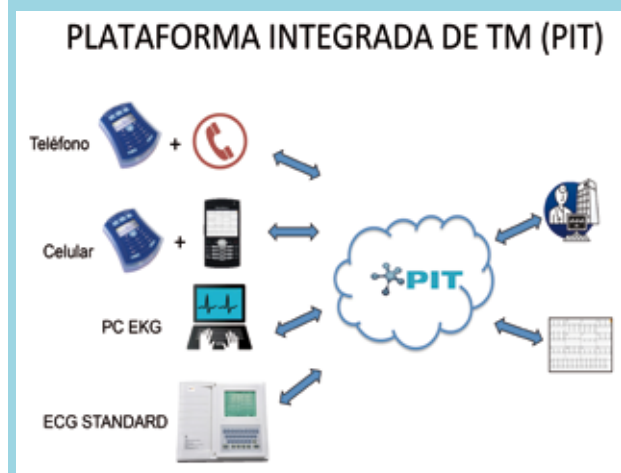 PLATAFORMA INTEGRADA DE TM (PIT)
Teléfono
+
Celular
+
PIT
PC EKG
ECG STANDARD